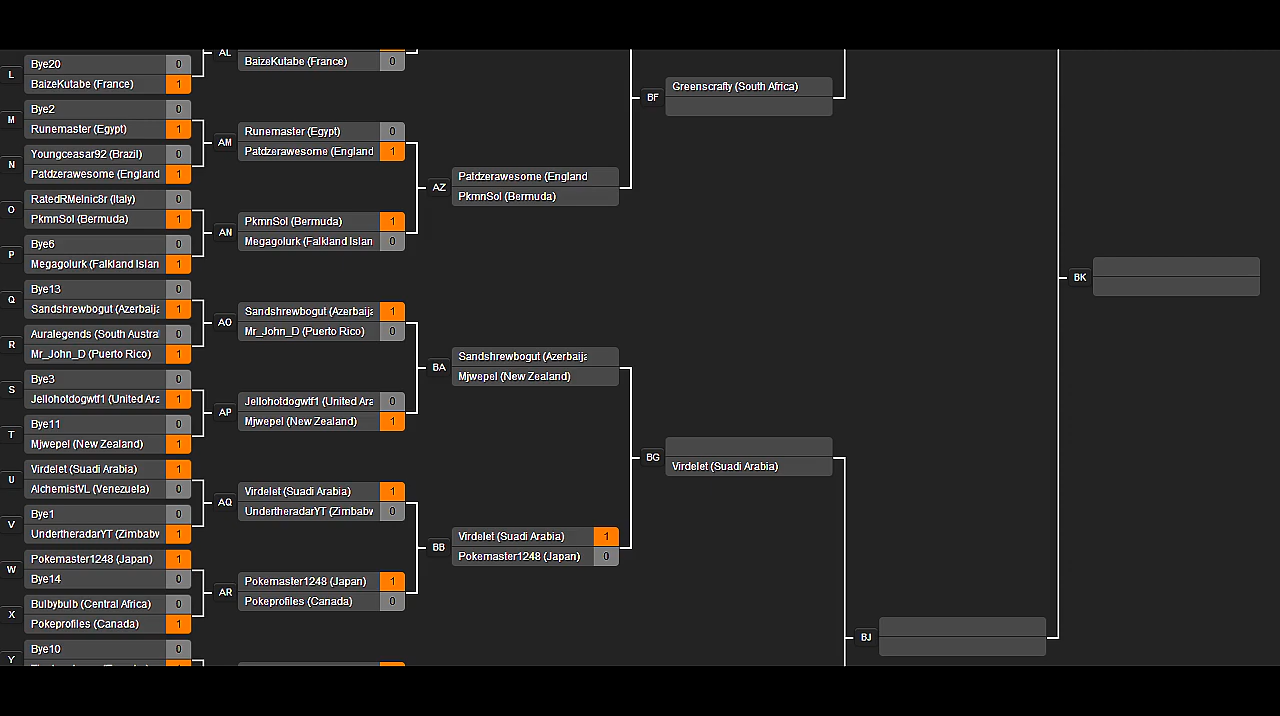 L
Bye20 0
BaizeKutabe (France) 1
M
Bye2 0
Runemaster (Egypt) 1
N
Youngceasar92 (Brazil) 0
Patdzerawesome (England 1
O
RatedRMelnic8r (Italy) 0
PkmnSol (Bermuda) 1
P
Bye6 0
Megagolurk (Falkland Islan 1
Q
Bye13 0
Sandshrewbogut (Azerbaija 1
R
Auralegends (South Austra 0
Mr_John_D (Puerto Rico) 1
S
Bye3 0
Jellohotdogwtf1 (United Ara 1
T
Bye11 0
Mjwepel (New Zealand) 1
U
Virdelet (Suadi Arabia) 1
AlchemistVL (Venezuela) 0
V
Bye1 0
UndertheradarYT (Zimbabw 1
W
Pokemaster1248 (Japan) 1
Bye14 0
X
Bulbybulb (Central Africa) 0
Pokeprofiles (Canada) 1
Y
Bye10 0
AL
BaizeKutabe (France) 0
AM
Runemaster (Egypt) 0
Patdzerawesome (England 1
AN
PkmnSol (Bermuda) 1
Megagolurk (Falkland Islan 0
AO
Sandshrewbogut (Azerbaija 1
Mr_John_D (Puerto Rico) 0
AP
Jellohotdogwtf1 (United Ara 0
Mjwepel (New Zealand) 1
AQ
Virdelet (Suadi Arabia) 1
UndertheradarYT (Zimbabw 0
AR
Pokemaster1248 (Japan) 1
Pokeprofiles (Canada) 0
AZ
Patdzerawesome (England
PkmnSol (Bermuda)
BA
Sandshrewbogut (Azerbaija
Mjwepel (New Zealand)
BB
Virdelet (Suadi Arabia) 1
Pokemaster1248 (Japan) 0
BF
Greenscrafty (South Africa)
BG
Virdelet (Suadi Arabia)
BJ
BK